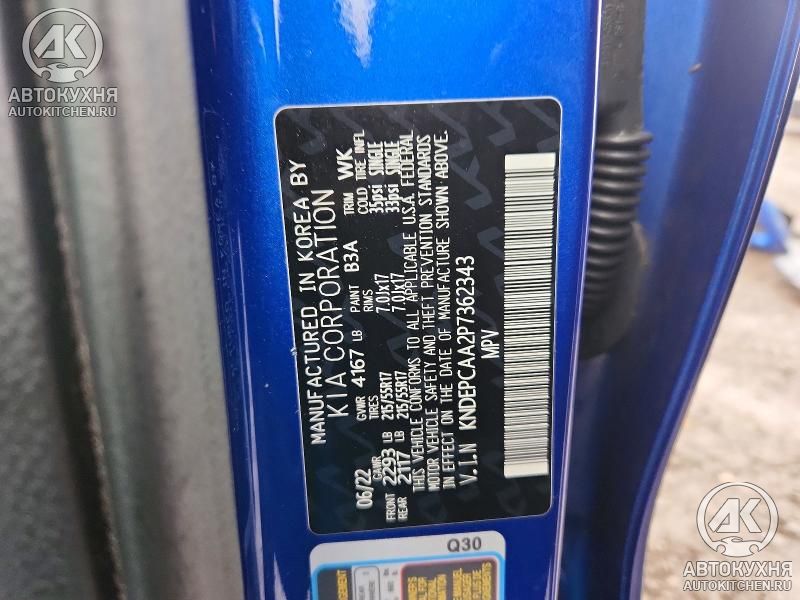 AK
АВТОКУХНЯ
AUTOKITCHEN.RU
MANUFACTURED IN KOREA BY
KIA CORPORATION
06/22 GVWR 4167 LB PAINT B3A TRIM WK
GAWR TIRES RIMS COLD TIRE INFL
FRONT 2293 LB 215/55R17 7.0Jx17 35psi SINGLE
REAR 2117 LB 215/55R17 7.0Jx17 33psi SINGLE
THIS VEHICLE CONFORMS TO ALL APPLICABLE U.S.A. FEDERAL
MOTOR VEHICLE SAFETY AND THEFT PREVENTION STANDARDS
IN EFFECT ON THE DATE OF MANUFACTURE SHOWN ABOVE.
V.I.N KNDEPCAA2P7362343
MPV
Q30
AK
АВТОКУХНЯ
AUTOKITCHEN.RU